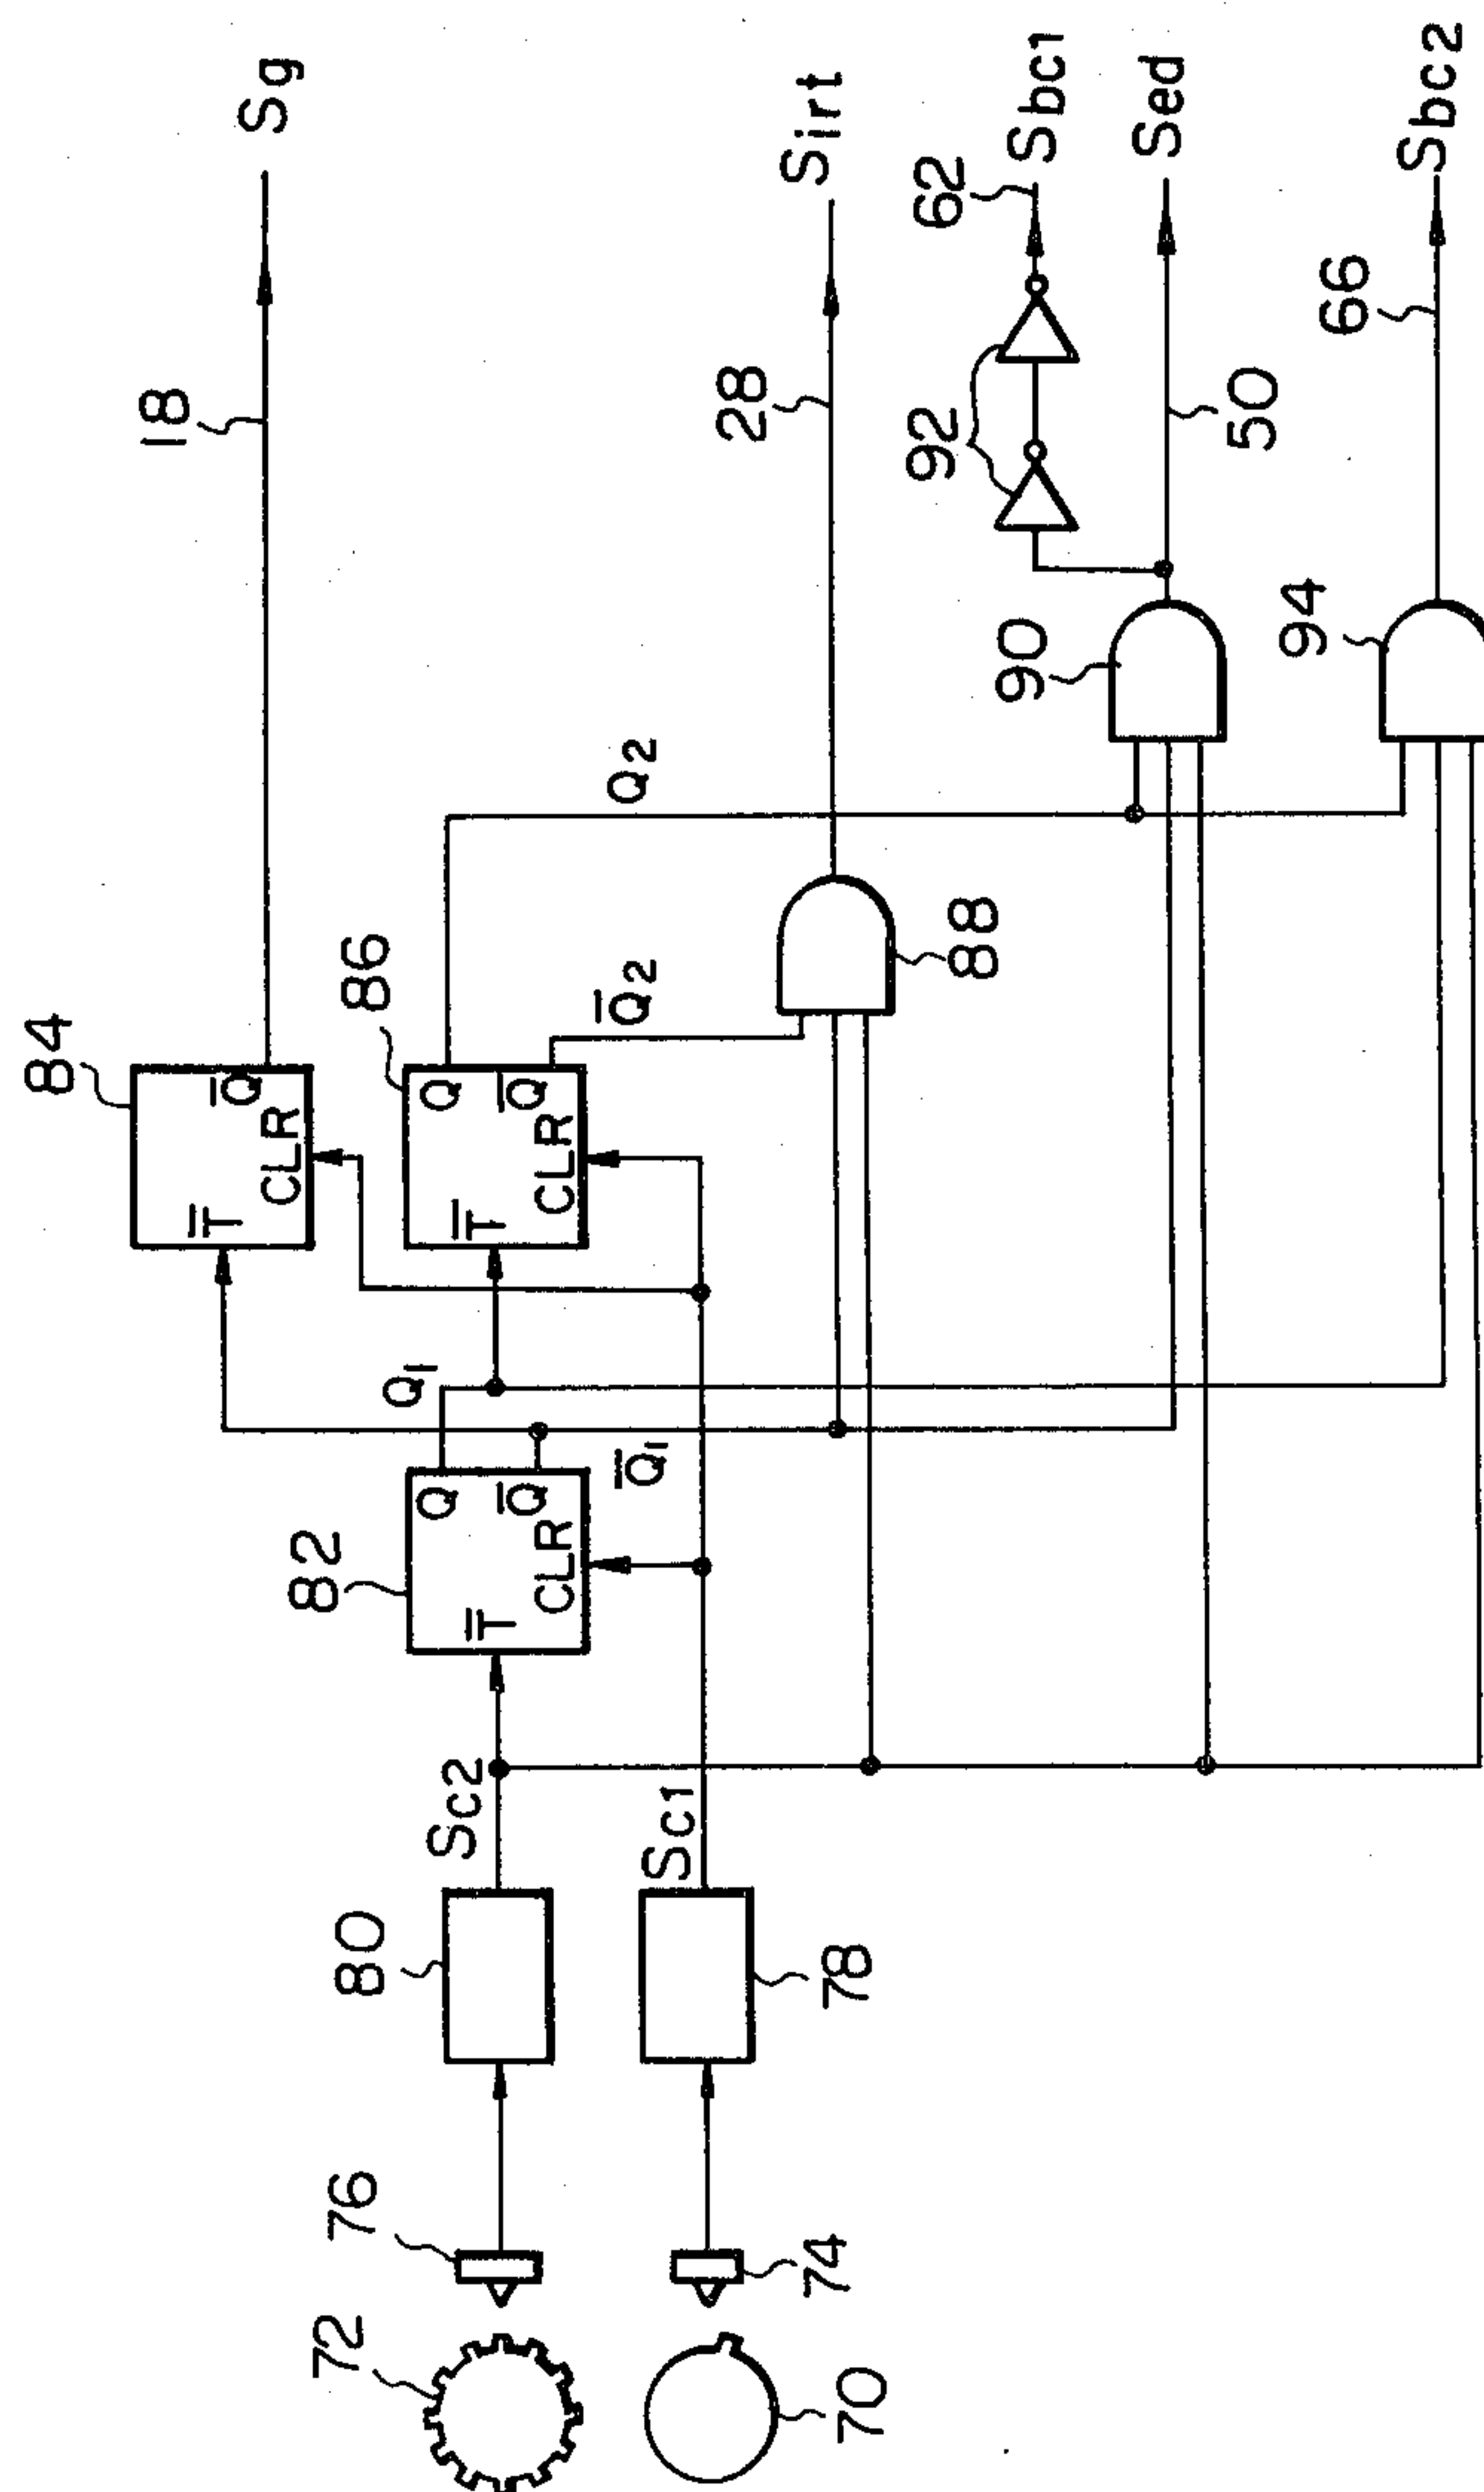 84
18
Sg
T̅
Q̅
CLR
82
Q1
86
Q2
72
76
80
Sc2
T̅
Q
Q̅
CLR
T̅
Q
Q̅
CLR
Q̅1
Q̅2
28
Sirt
70
74
78
Sc1
88
92
62
Sbc1
90
Sed
50
94
66
Sbc2